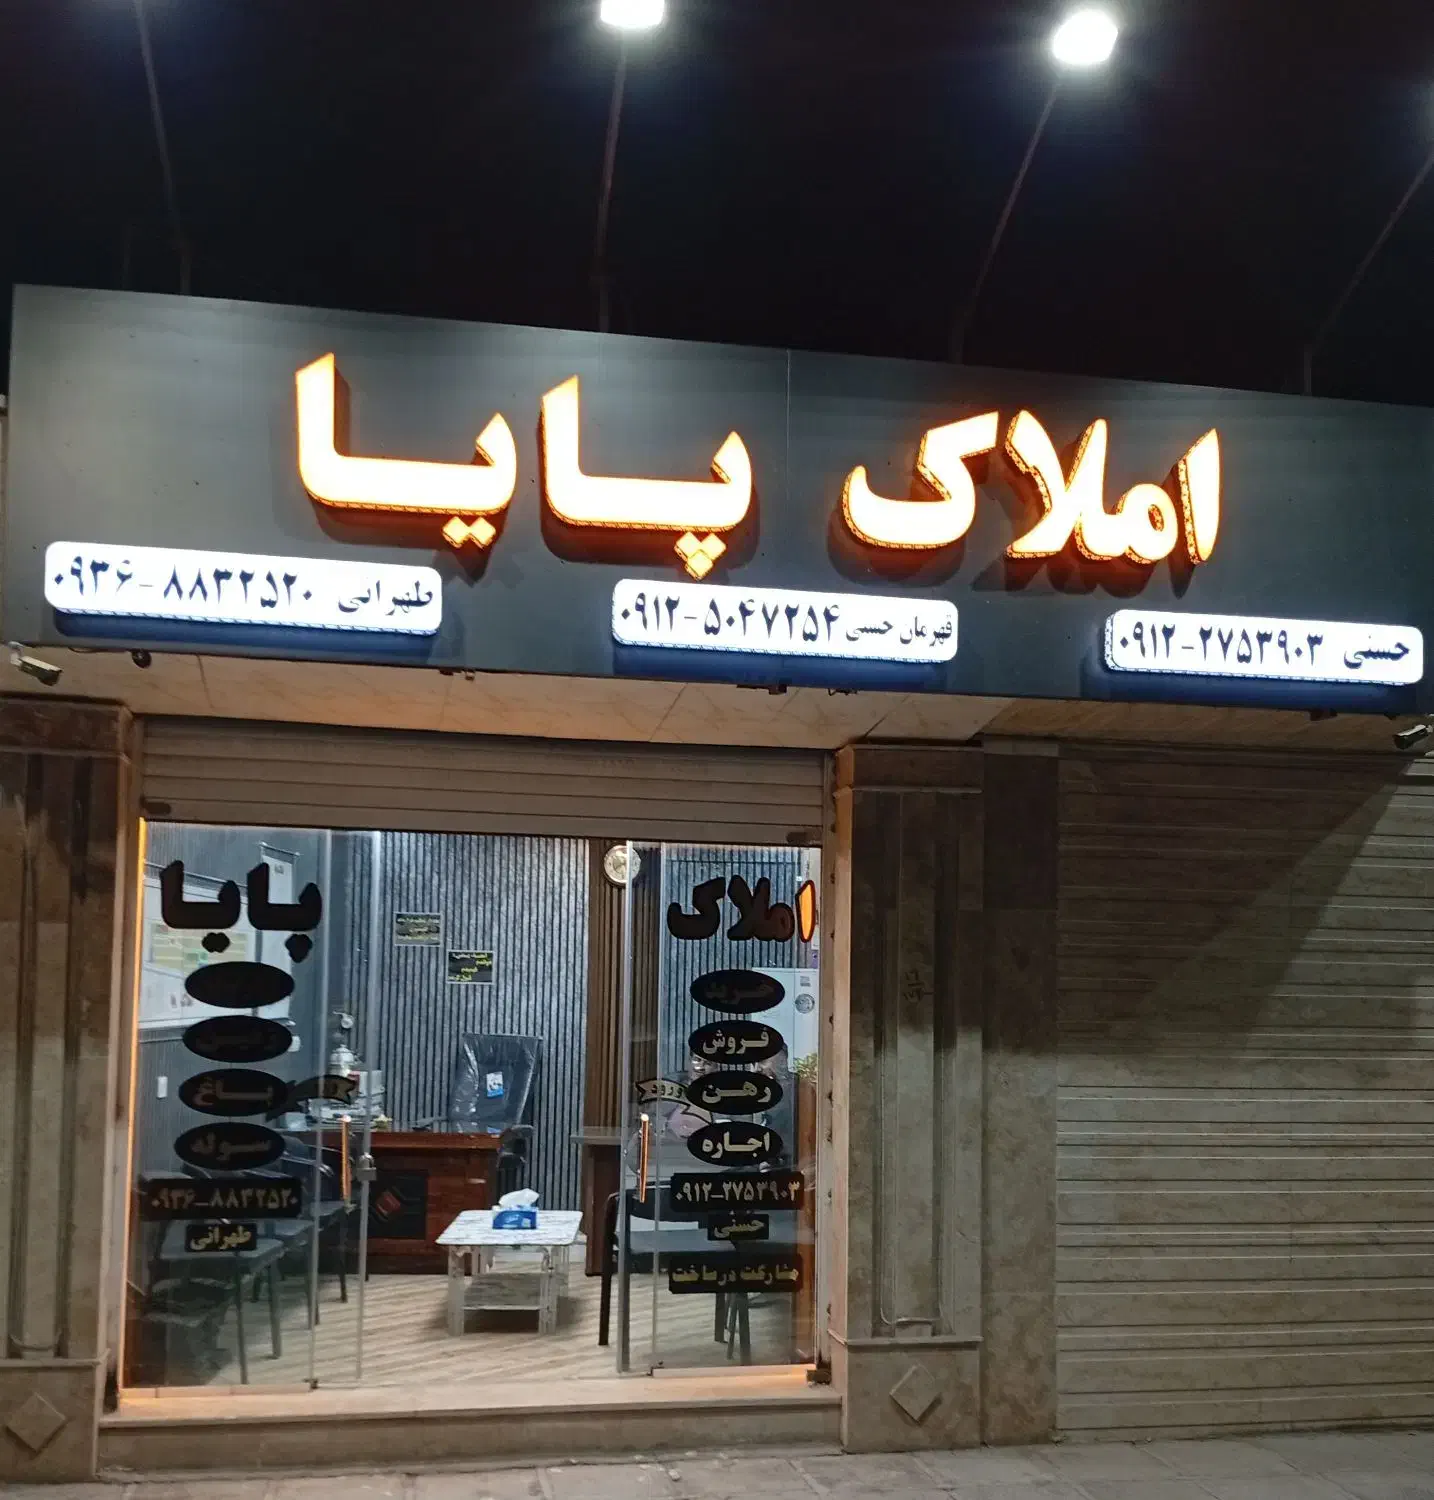 املاک پایا
حسنی ۰۹۱۲-۲۷۵۳۹۰۳
قهرمان حسنی ۰۹۱۲-۵۰۴۷۲۵۴
طهرانی ۰۹۳۶-۸۸۳۲۵۲۰
املاک
خرید
فروش
رهن
اجاره
ورود
۰۹۱۲-۲۷۵۳۹۰۳
حسنی
مشارکت در ساخت
پایا
باغ
سوله
۰۹۳۶-۸۸۳۲۵۲۰
طهرانی